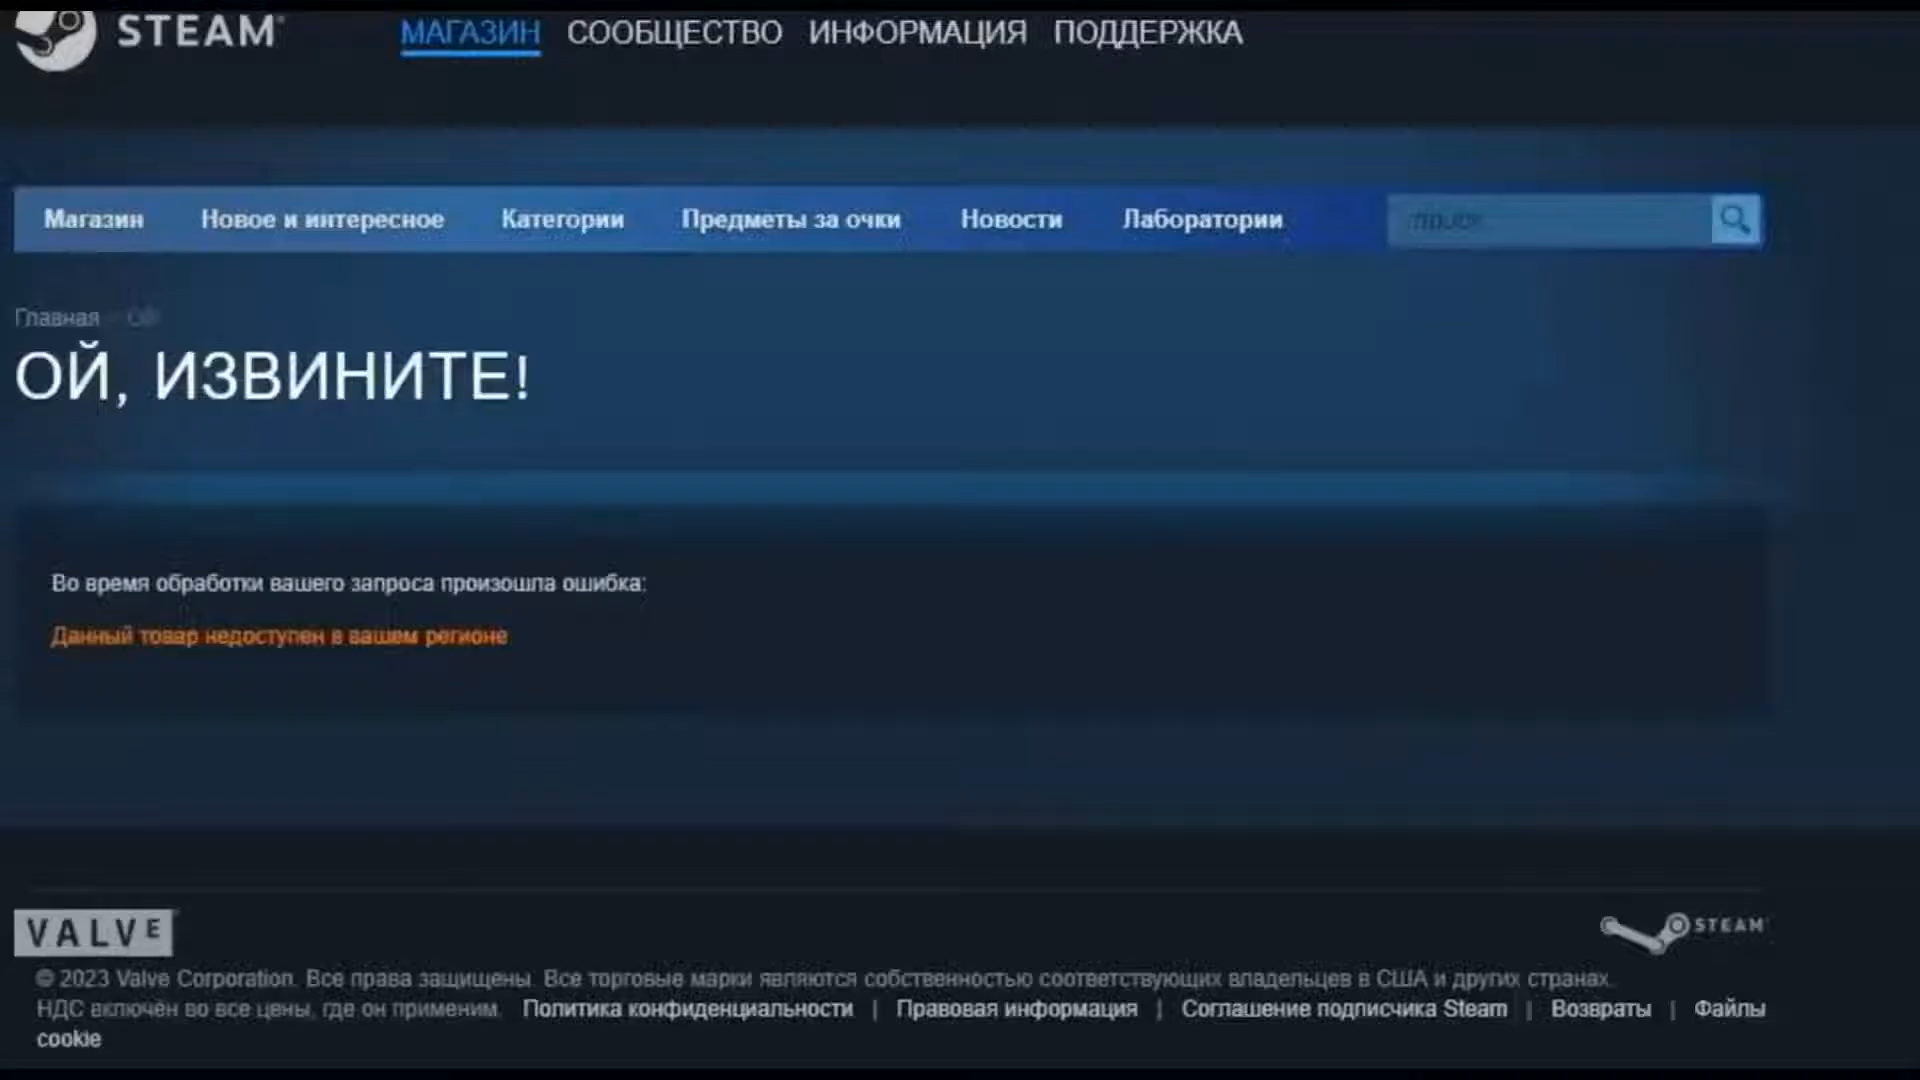 STEAM
МАГАЗИН СООБЩЕСТВО ИНФОРМАЦИЯ ПОДДЕРЖКА
Магазин Новое и интересное Категории Предметы за очки Новости Лаборатории
Главная
ОЙ, ИЗВИНИТЕ!
Во время обработки вашего запроса произошла ошибка:
Данный товар недоступен в вашем регионе
VALVE STEAM
© 2023 Valve Corporation. Все права защищены. Все торговые марки являются собственностью соответствующих владельцев в США и других странах.
НДС включён во все цены, где он применим. Политика конфиденциальности | Правовая информация | Соглашение подписчика Steam | Возвраты | Файлы
cookie